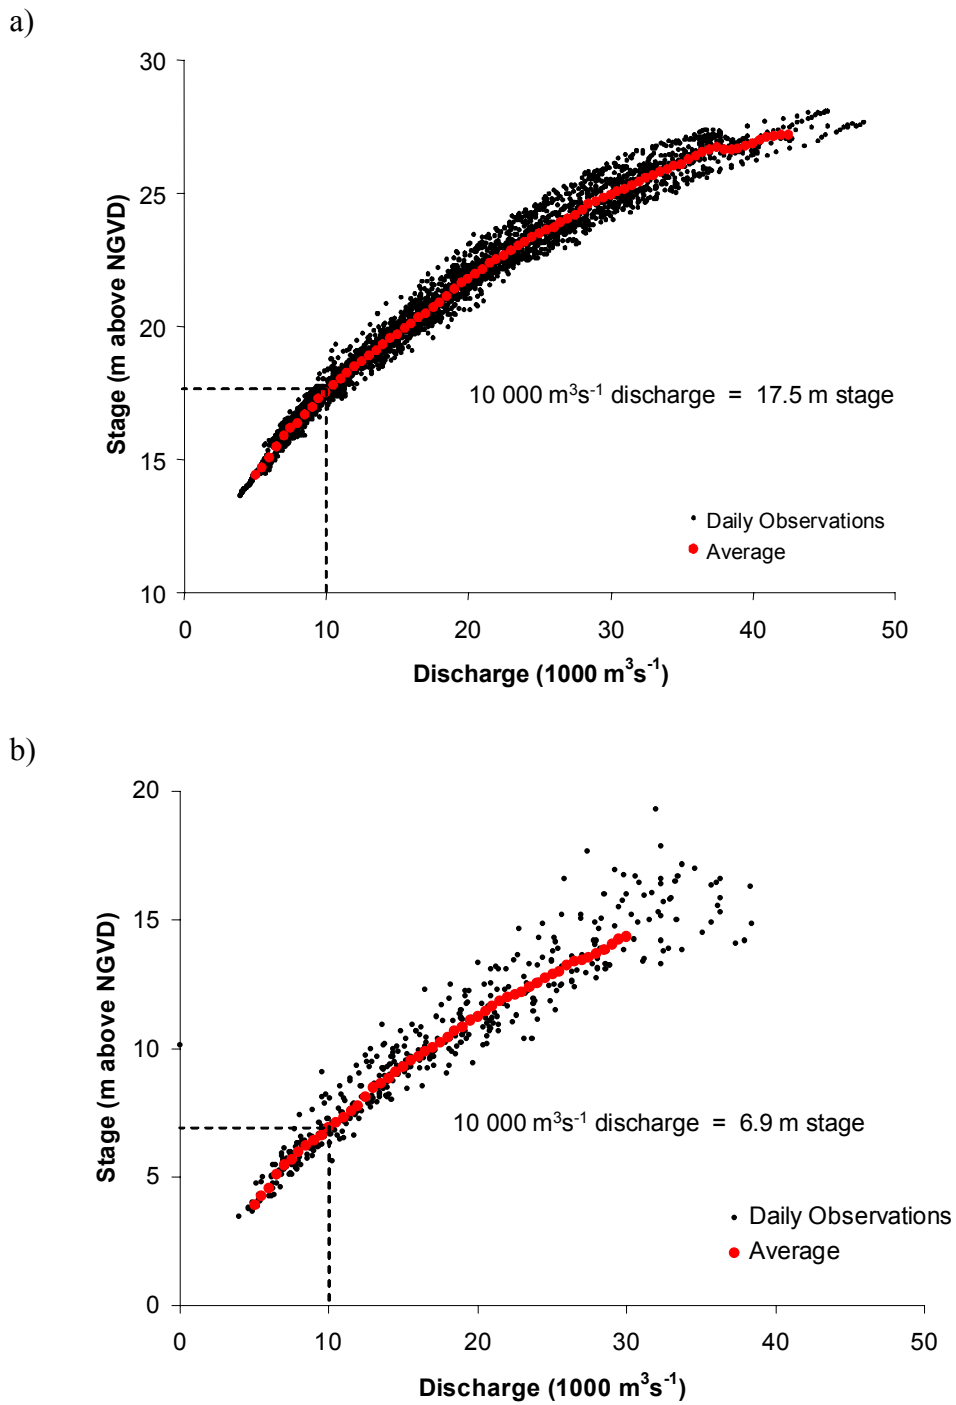 a)
30
25
20
15
10
Stage (m above NGVD)
10 000 m³s⁻¹ discharge = 17.5 m stage
Daily Observations
Average
0 10 20 30 40 50
Discharge (1000 m³s⁻¹)
b)
20
15
10
5
0
Stage (m above NGVD)
10 000 m³s⁻¹ discharge = 6.9 m stage
Daily Observations
Average
0 10 20 30 40 50
Discharge (1000 m³s⁻¹)